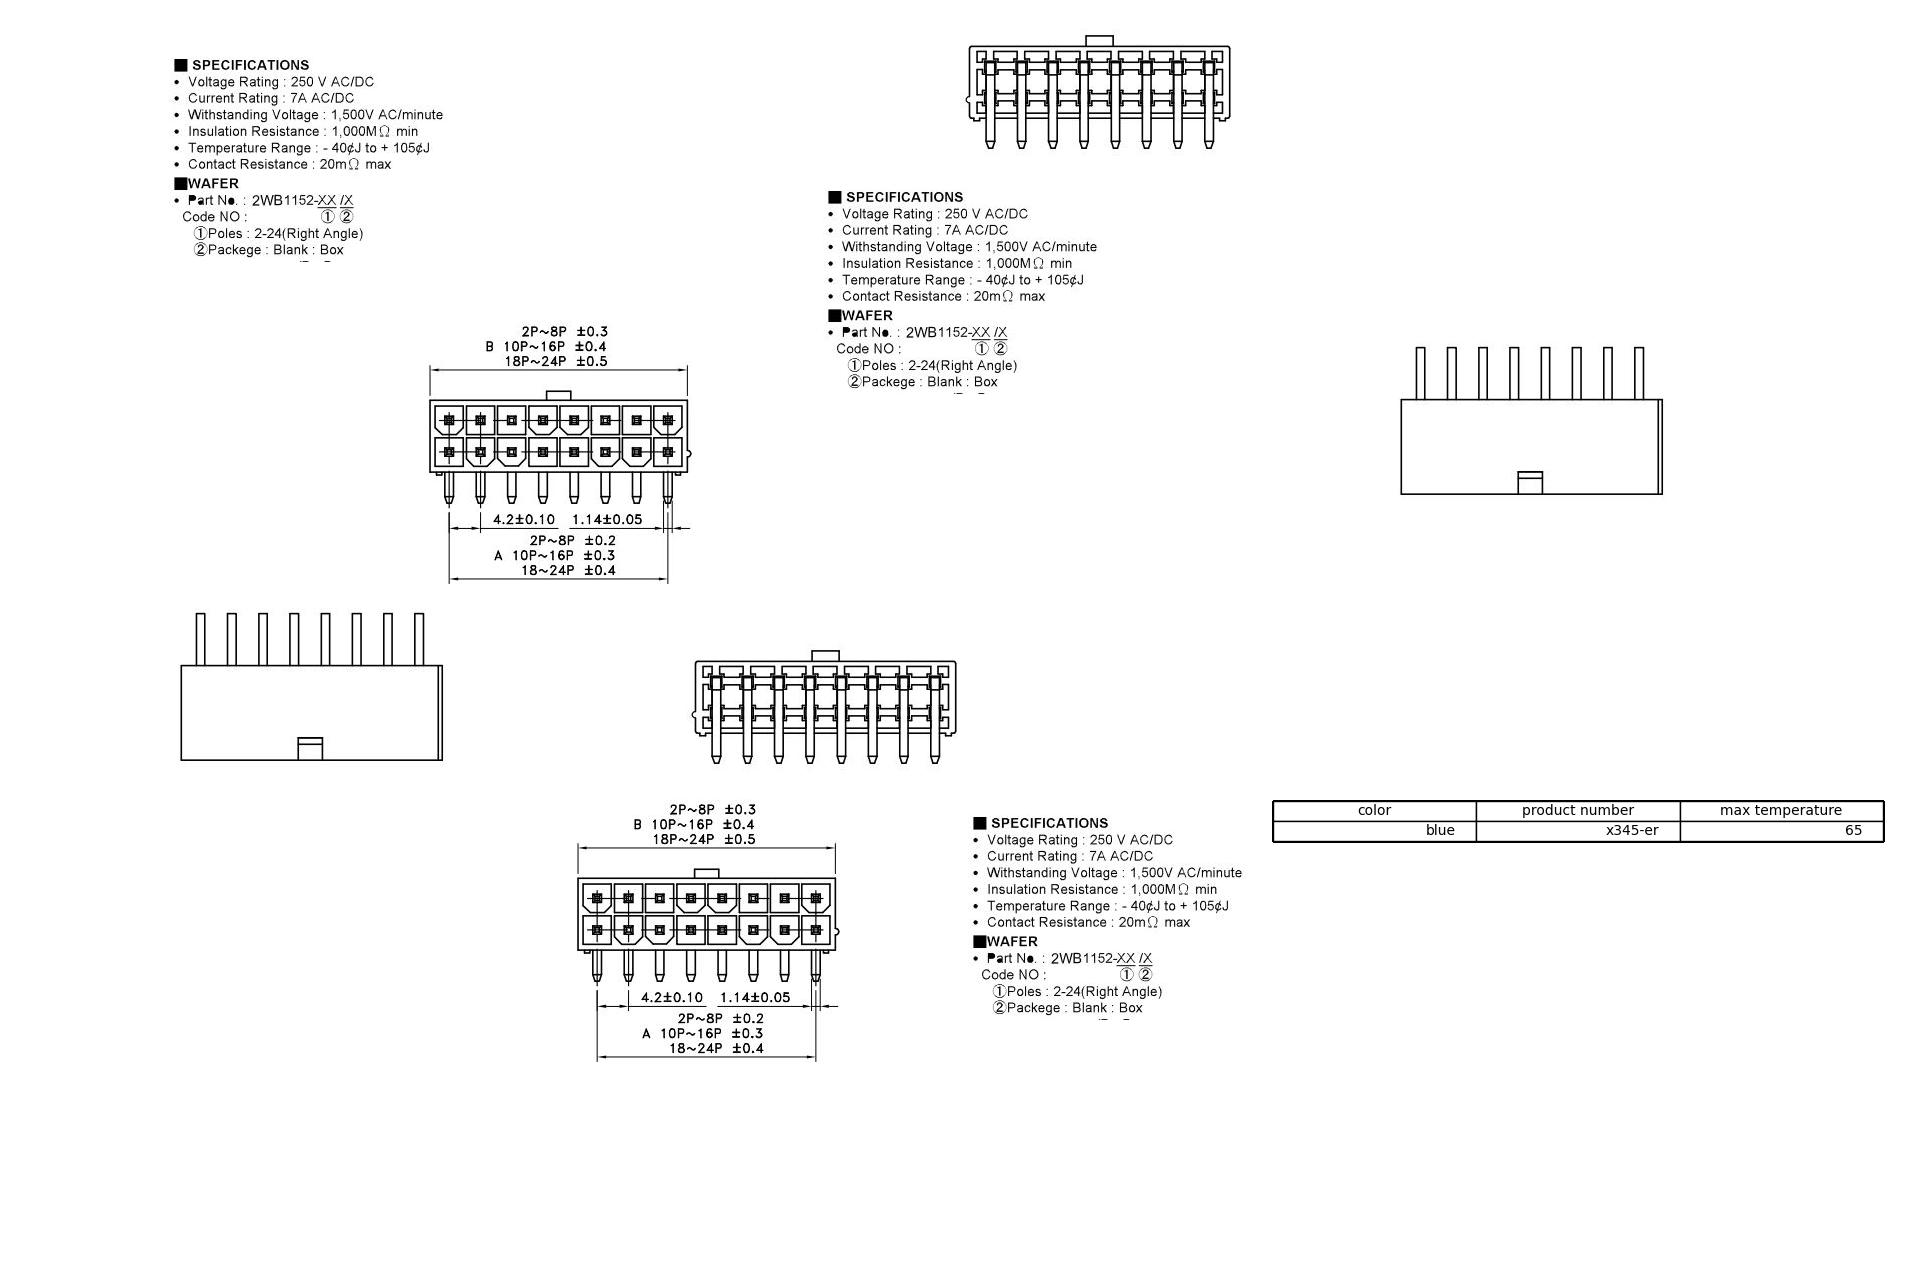 ■ SPECIFICATIONS
• Voltage Rating : 250 V AC/DC
• Current Rating : 7A AC/DC
• Withstanding Voltage : 1,500V AC/minute
• Insulation Resistance : 1,000MΩ min
• Temperature Range : - 40¢J to + 105¢J
• Contact Resistance : 20mΩ max
■WAFER
• Part No. : 2WB1152-XX /X
Code NO : ① ②
①Poles : 2-24(Right Angle)
②Packege : Blank : Box
■ SPECIFICATIONS
• Voltage Rating : 250 V AC/DC
• Current Rating : 7A AC/DC
• Withstanding Voltage : 1,500V AC/minute
• Insulation Resistance : 1,000MΩ min
• Temperature Range : - 40¢J to + 105¢J
• Contact Resistance : 20mΩ max
■WAFER
• Part No. : 2WB1152-XX /X
Code NO : ① ②
①Poles : 2-24(Right Angle)
②Packege : Blank : Box
2P~8P ±0.3
B 10P~16P ±0.4
18P~24P ±0.5
4.2±0.10 1.14±0.05
2P~8P ±0.2
A 10P~16P ±0.3
18~24P ±0.4
2P~8P ±0.3
B 10P~16P ±0.4
18P~24P ±0.5
4.2±0.10 1.14±0.05
2P~8P ±0.2
A 10P~16P ±0.3
18~24P ±0.4
■ SPECIFICATIONS
• Voltage Rating : 250 V AC/DC
• Current Rating : 7A AC/DC
• Withstanding Voltage : 1,500V AC/minute
• Insulation Resistance : 1,000MΩ min
• Temperature Range : - 40¢J to + 105¢J
• Contact Resistance : 20mΩ max
■WAFER
• Part No. : 2WB1152-XX /X
Code NO : ① ②
①Poles : 2-24(Right Angle)
②Packege : Blank : Box
color product number max temperature
blue x345-er 65